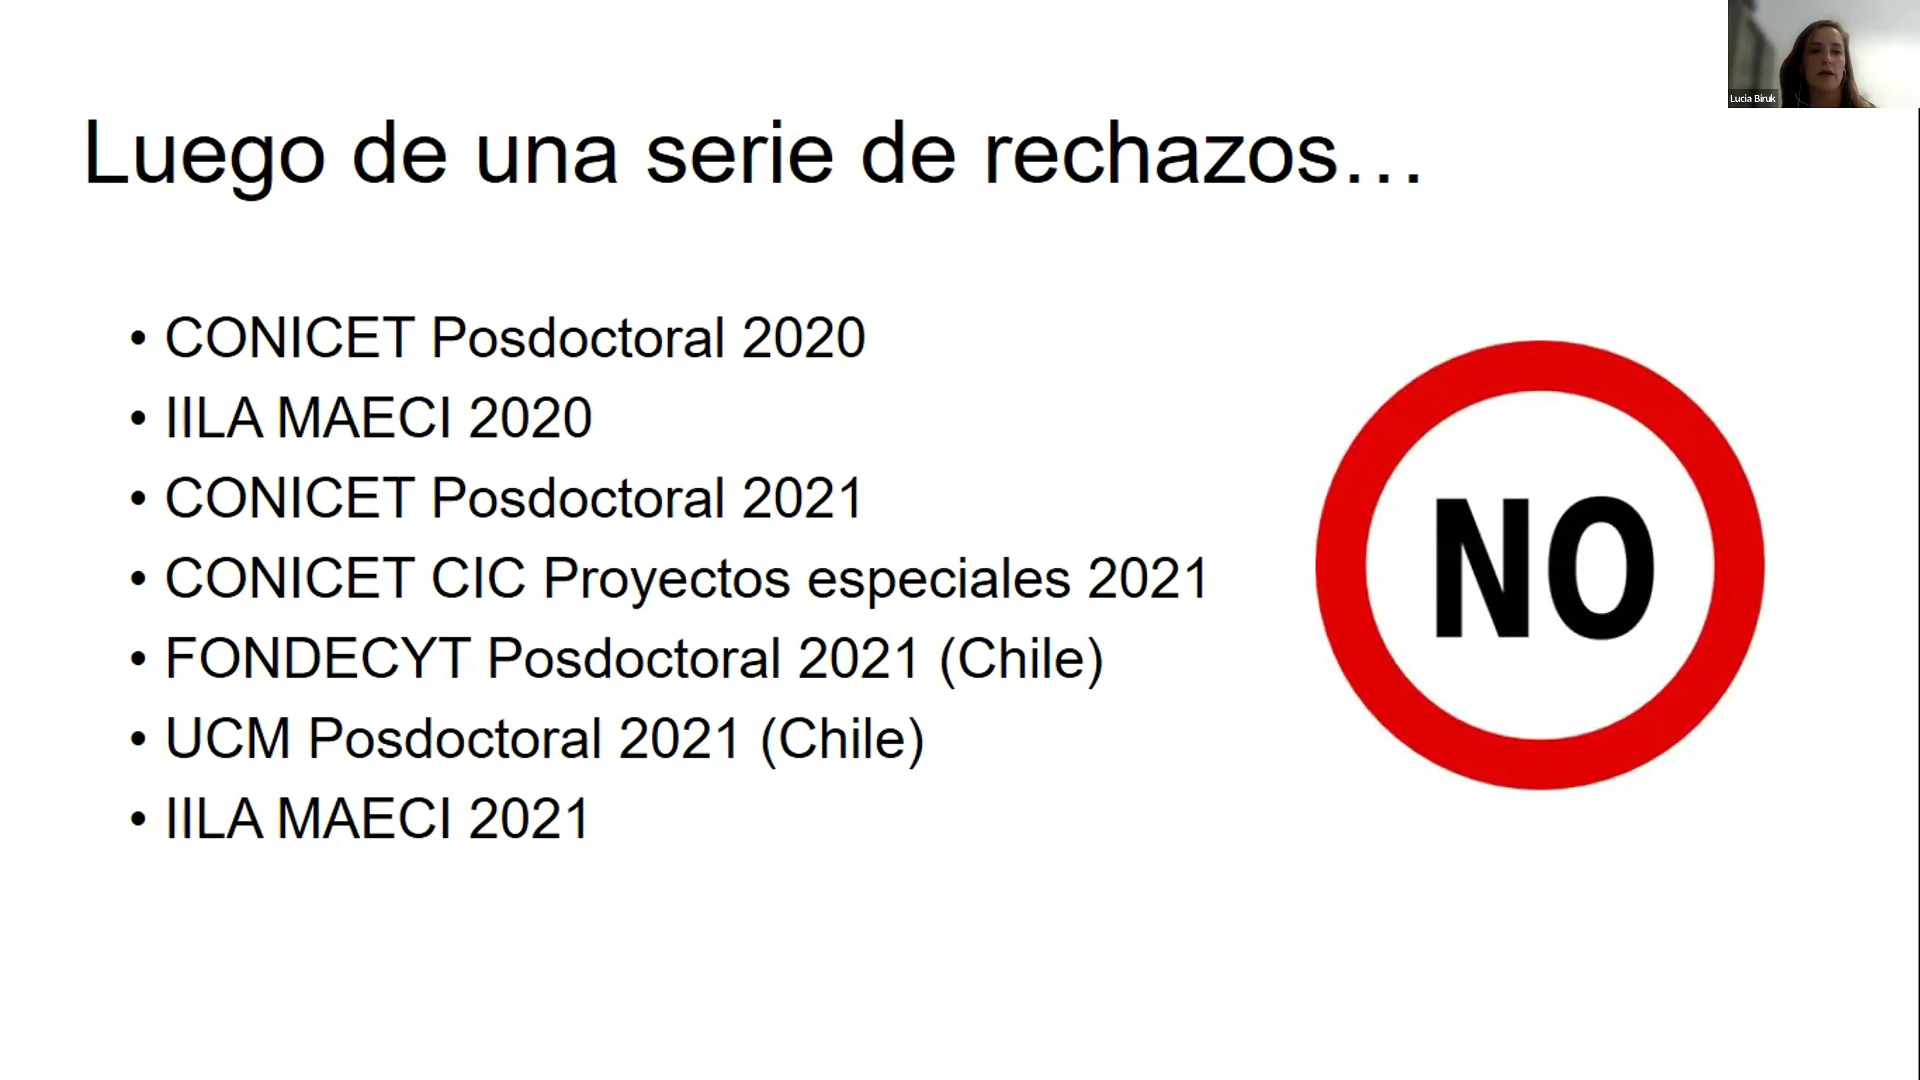 Lucia Biruk
Luego de una serie de rechazos…
• CONICET Posdoctoral 2020
• IILA MAECI 2020
• CONICET Posdoctoral 2021
• CONICET CIC Proyectos especiales 2021
• FONDECYT Posdoctoral 2021 (Chile)
• UCM Posdoctoral 2021 (Chile)
• IILA MAECI 2021
NO